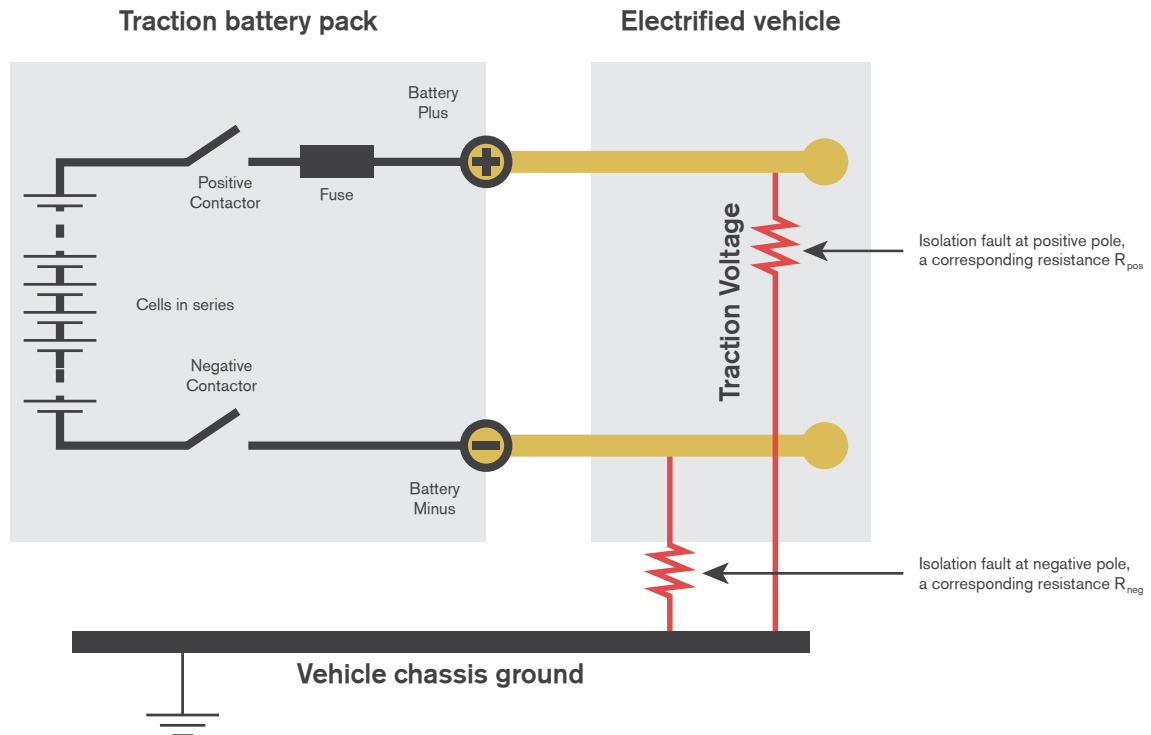 Traction battery pack
Electrified vehicle
Battery
Plus
Positive
Contactor
Fuse
Traction Voltage
Isolation fault at positive pole,
a corresponding resistance Rpos
Cells in series
Negative
Contactor
Battery
Minus
Isolation fault at negative pole,
a corresponding resistance Rneg
Vehicle chassis ground